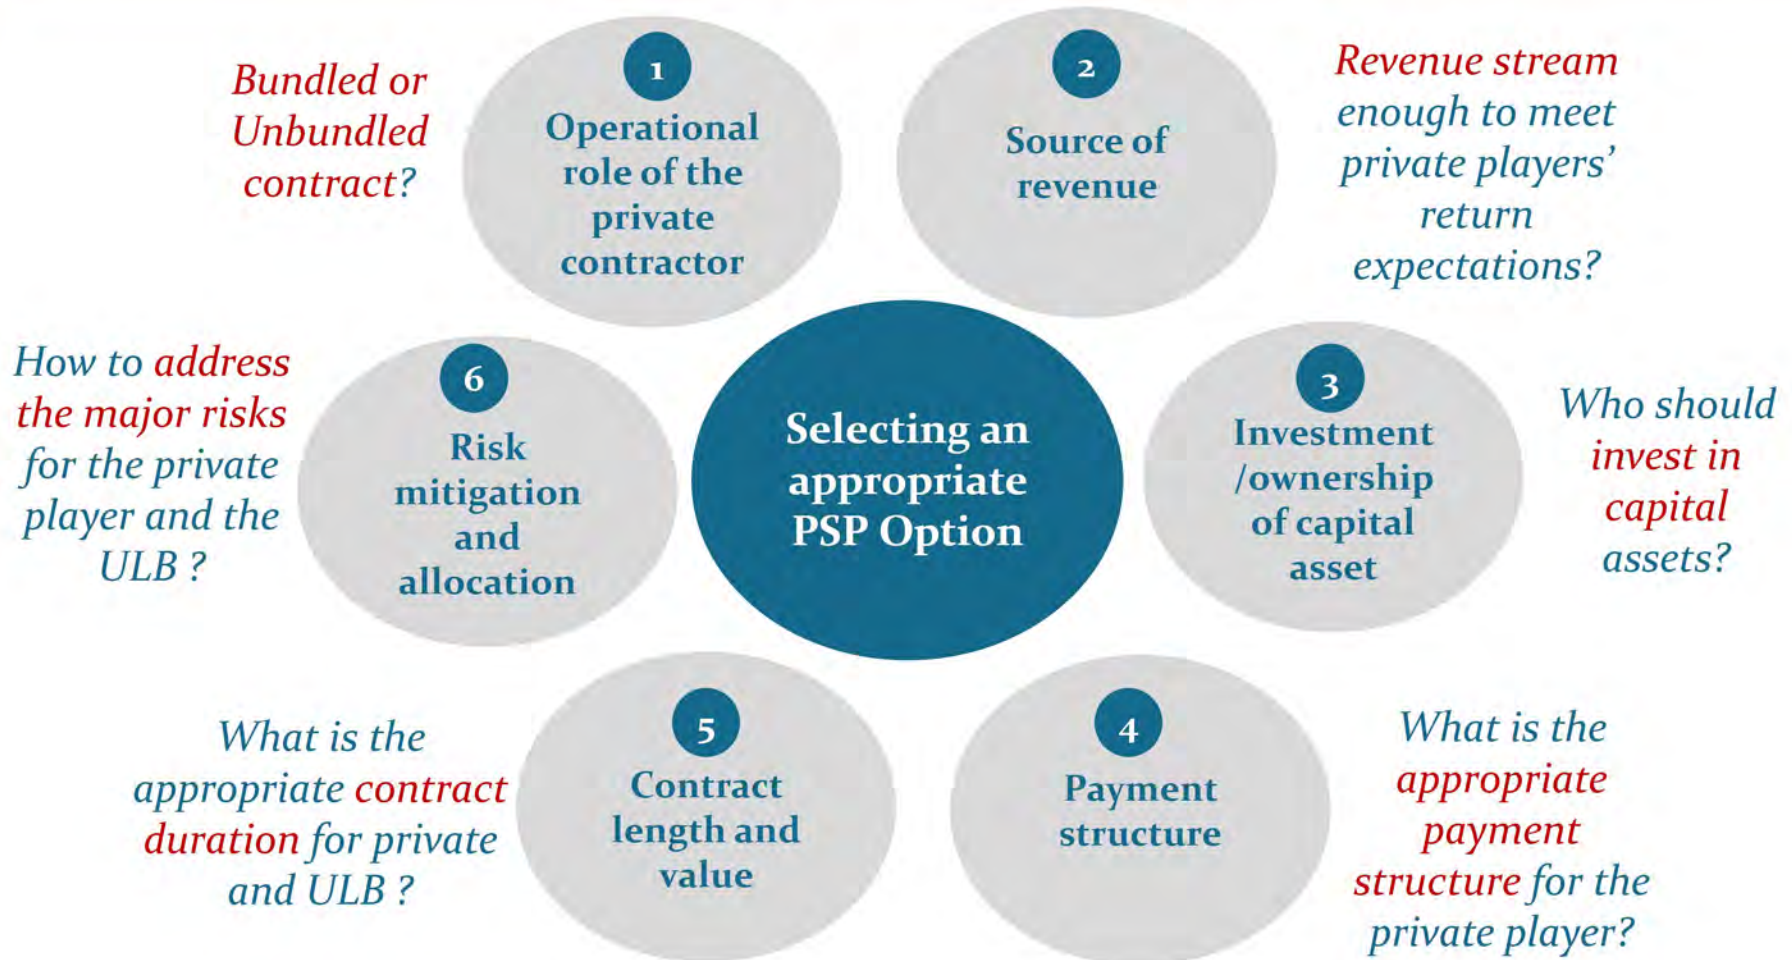 Bundled or
Unbundled
contract?
1
Operational
role of the
private
contractor
2
Source of
revenue
Revenue stream
enough to meet
private players’
return
expectations?
How to address
the major risks
for the private
player and the
ULB ?
6
Risk
mitigation
and
allocation
Selecting an
appropriate
PSP Option
3
Investment
/ownership
of capital
asset
Who should
invest in
capital
assets?
What is the
appropriate contract
duration for private
and ULB ?
5
Contract
length and
value
4
Payment
structure
What is the
appropriate
payment
structure for the
private player?